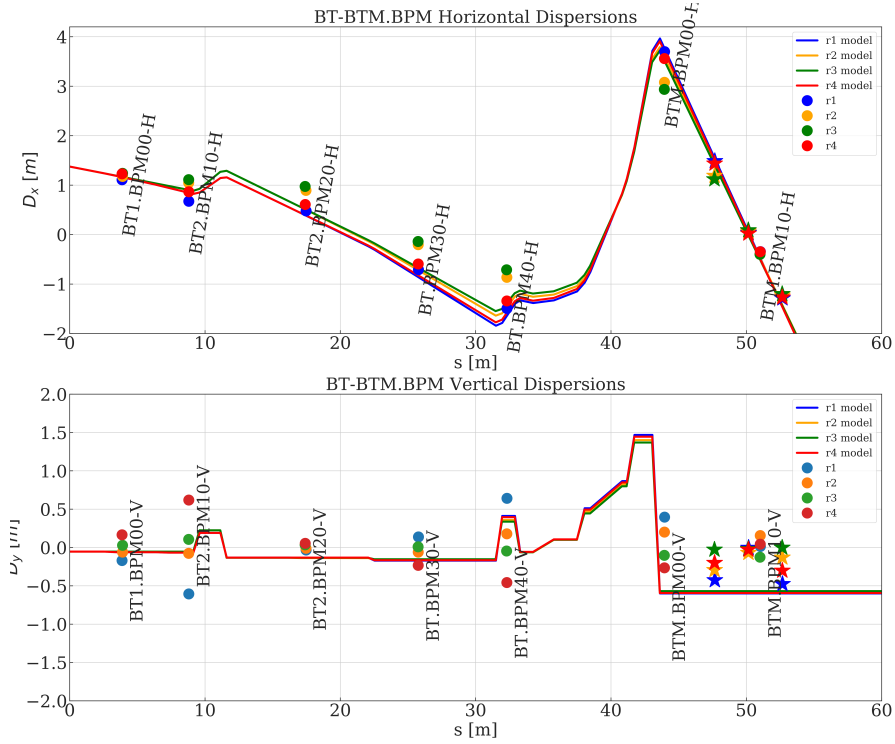 BT-BTM.BPM Horizontal Dispersions
4
3
2
1
0
−1
−2
D_x [m]
0
10
20
30
40
50
60
s [m]
BT1.BPM00-H
BT2.BPM10-H
BT2.BPM20-H
BT.BPM30-H
BT.BPM40-H
BTM.BPM00-H
BTM.BPM10-H
r1 model
r2 model
r3 model
r4 model
r1
r2
r3
r4
BT-BTM.BPM Vertical Dispersions
2.0
1.5
1.0
0.5
0.0
−0.5
−1.0
−1.5
−2.0
D_y [m]
0
10
20
30
40
50
60
s [m]
BT1.BPM00-V
BT2.BPM10-V
BT2.BPM20-V
BT.BPM30-V
BT.BPM40-V
BTM.BPM00-V
BTM.BPM10-V
r1 model
r2 model
r3 model
r4 model
r1
r2
r3
r4